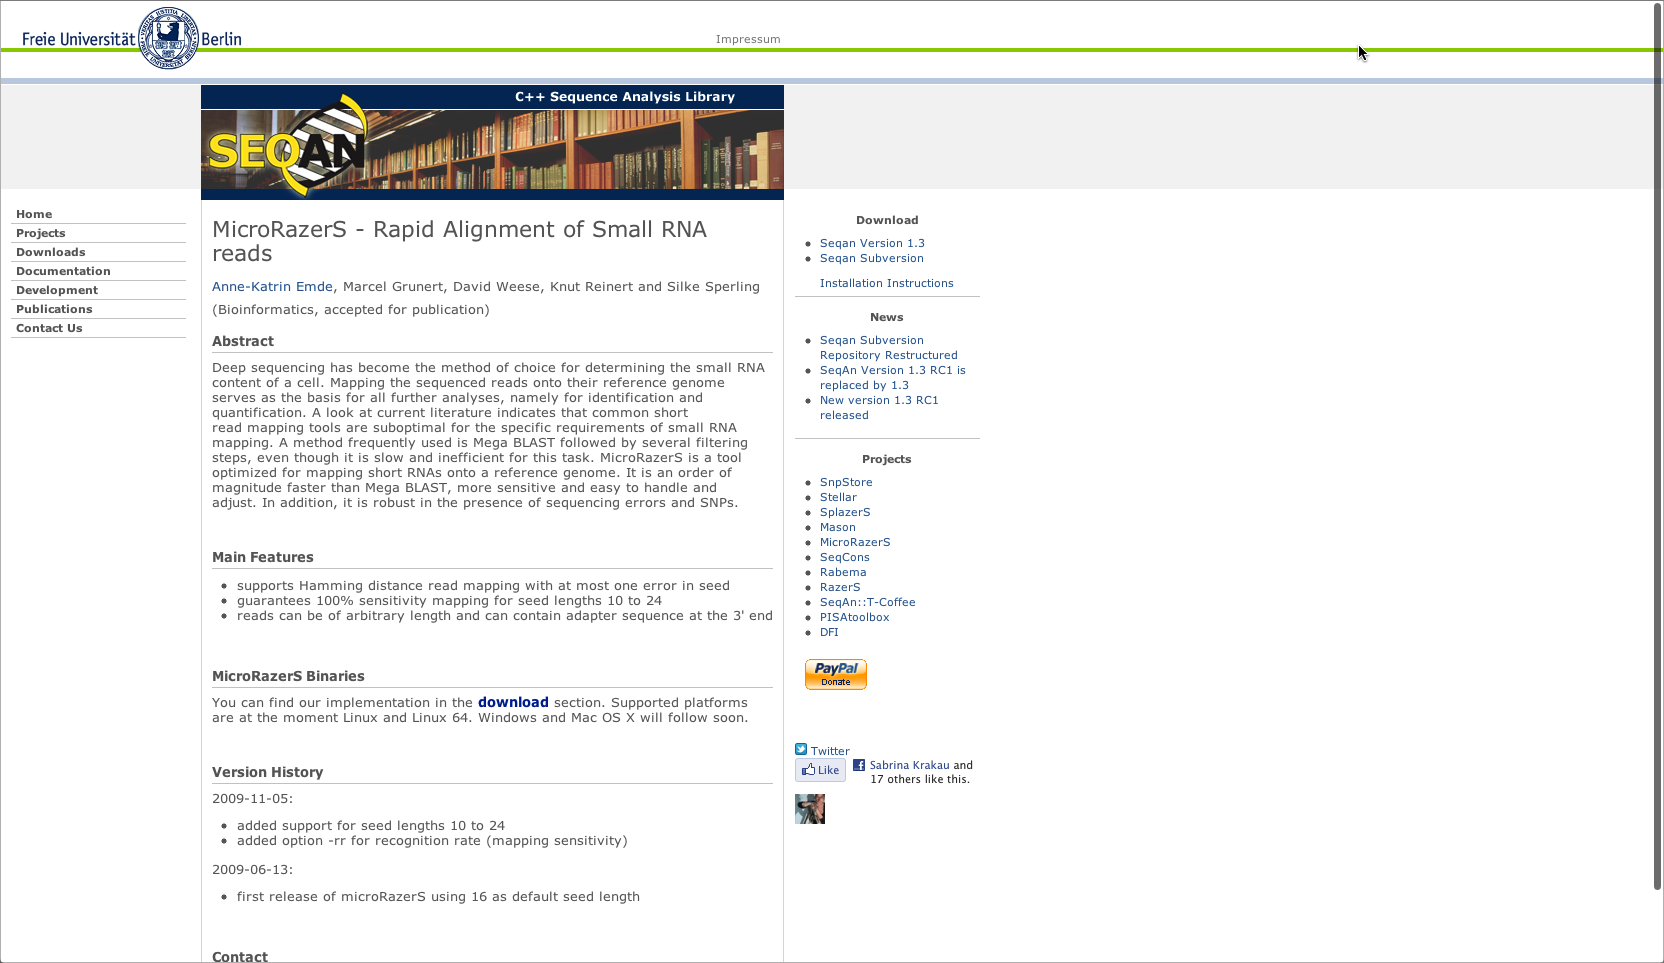 Freie Universität Berlin
Impressum
C++ Sequence Analysis Library
SEQAN
Home
Projects
Downloads
Documentation
Development
Publications
Contact Us
MicroRazerS - Rapid Alignment of Small RNA
reads
Anne-Katrin Emde, Marcel Grunert, David Weese, Knut Reinert and Silke Sperling
(Bioinformatics, accepted for publication)
Abstract
Deep sequencing has become the method of choice for determining the small RNA
content of a cell. Mapping the sequenced reads onto their reference genome
serves as the basis for all further analyses, namely for identification and
quantification. A look at current literature indicates that common short
read mapping tools are suboptimal for the specific requirements of small RNA
mapping. A method frequently used is Mega BLAST followed by several filtering
steps, even though it is slow and inefficient for this task. MicroRazerS is a tool
optimized for mapping short RNAs onto a reference genome. It is an order of
magnitude faster than Mega BLAST, more sensitive and easy to handle and
adjust. In addition, it is robust in the presence of sequencing errors and SNPs.
Main Features
• supports Hamming distance read mapping with at most one error in seed
• guarantees 100% sensitivity mapping for seed lengths 10 to 24
• reads can be of arbitrary length and can contain adapter sequence at the 3' end
MicroRazerS Binaries
You can find our implementation in the download section. Supported platforms
are at the moment Linux and Linux 64. Windows and Mac OS X will follow soon.
Version History
2009-11-05:
• added support for seed lengths 10 to 24
• added option -rr for recognition rate (mapping sensitivity)
2009-06-13:
• first release of microRazerS using 16 as default seed length
Contact
Download
• Seqan Version 1.3
• Seqan Subversion
Installation Instructions
News
• Seqan Subversion
Repository Restructured
• SeqAn Version 1.3 RC1 is
replaced by 1.3
• New version 1.3 RC1
released
Projects
• SnpStore
• Stellar
• SplazerS
• Mason
• MicroRazerS
• SeqCons
• Rabema
• RazerS
• SeqAn::T-Coffee
• PISAtoolbox
• DFI
PayPal
Donate
Twitter
Like
Sabrina Krakau and
17 others like this.